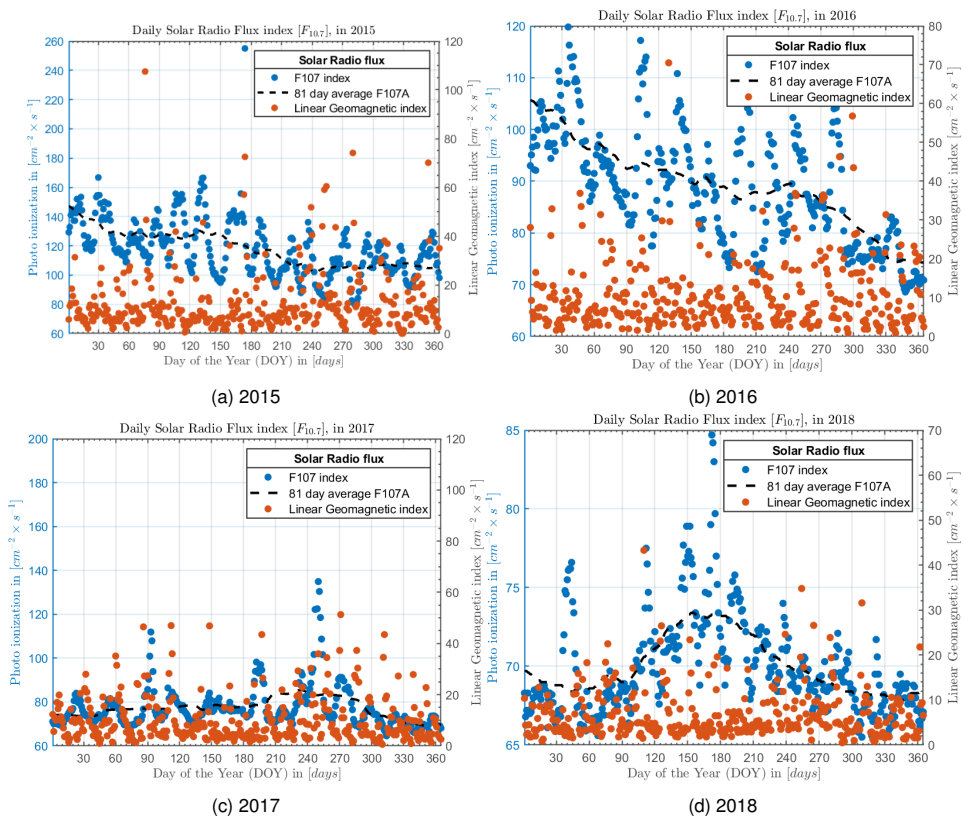 Daily Solar Radio Flux index [F10.7], in 2015
Solar Radio flux
F107 index
81 day average F107A
Linear Geomagnetic index
Photo ionization in [cm−2 × s−1]
260
240
220
200
180
160
140
120
100
80
60
30 60 90 120 150 180 210 240 270 300 330 360
120
100
80
60
40
20
0
Linear Geomagnetic index [cm−2 × s−1]
Day of the Year (DOY) in [days]
(a) 2015
Daily Solar Radio Flux index [F10.7], in 2016
Solar Radio flux
F107 index
81 day average F107A
Linear Geomagnetic index
Photo ionization in [cm−2 × s−1]
120
110
100
90
80
70
60
30 60 90 120 150 180 210 240 270 300 330 360
80
70
60
50
40
30
20
10
0
Linear Geomagnetic index [cm−2 × s−1]
Day of the Year (DOY) in [days]
(b) 2016
Daily Solar Radio Flux index [F10.7], in 2017
Solar Radio flux
F107 index
81 day average F107A
Linear Geomagnetic index
Photo ionization in [cm−2 × s−1]
200
180
160
140
120
100
80
60
30 60 90 120 150 180 210 240 270 300 330 360
120
100
80
60
40
20
0
Linear Geomagnetic index [cm−2 × s−1]
Day of the Year (DOY) in [days]
(c) 2017
Daily Solar Radio Flux index [F10.7], in 2018
Solar Radio flux
F107 index
81 day average F107A
Linear Geomagnetic index
Photo ionization in [cm−2 × s−1]
85
80
75
70
65
30 60 90 120 150 180 210 240 270 300 330 360
70
60
50
40
30
20
10
0
Linear Geomagnetic index [cm−2 × s−1]
Day of the Year (DOY) in [days]
(d) 2018